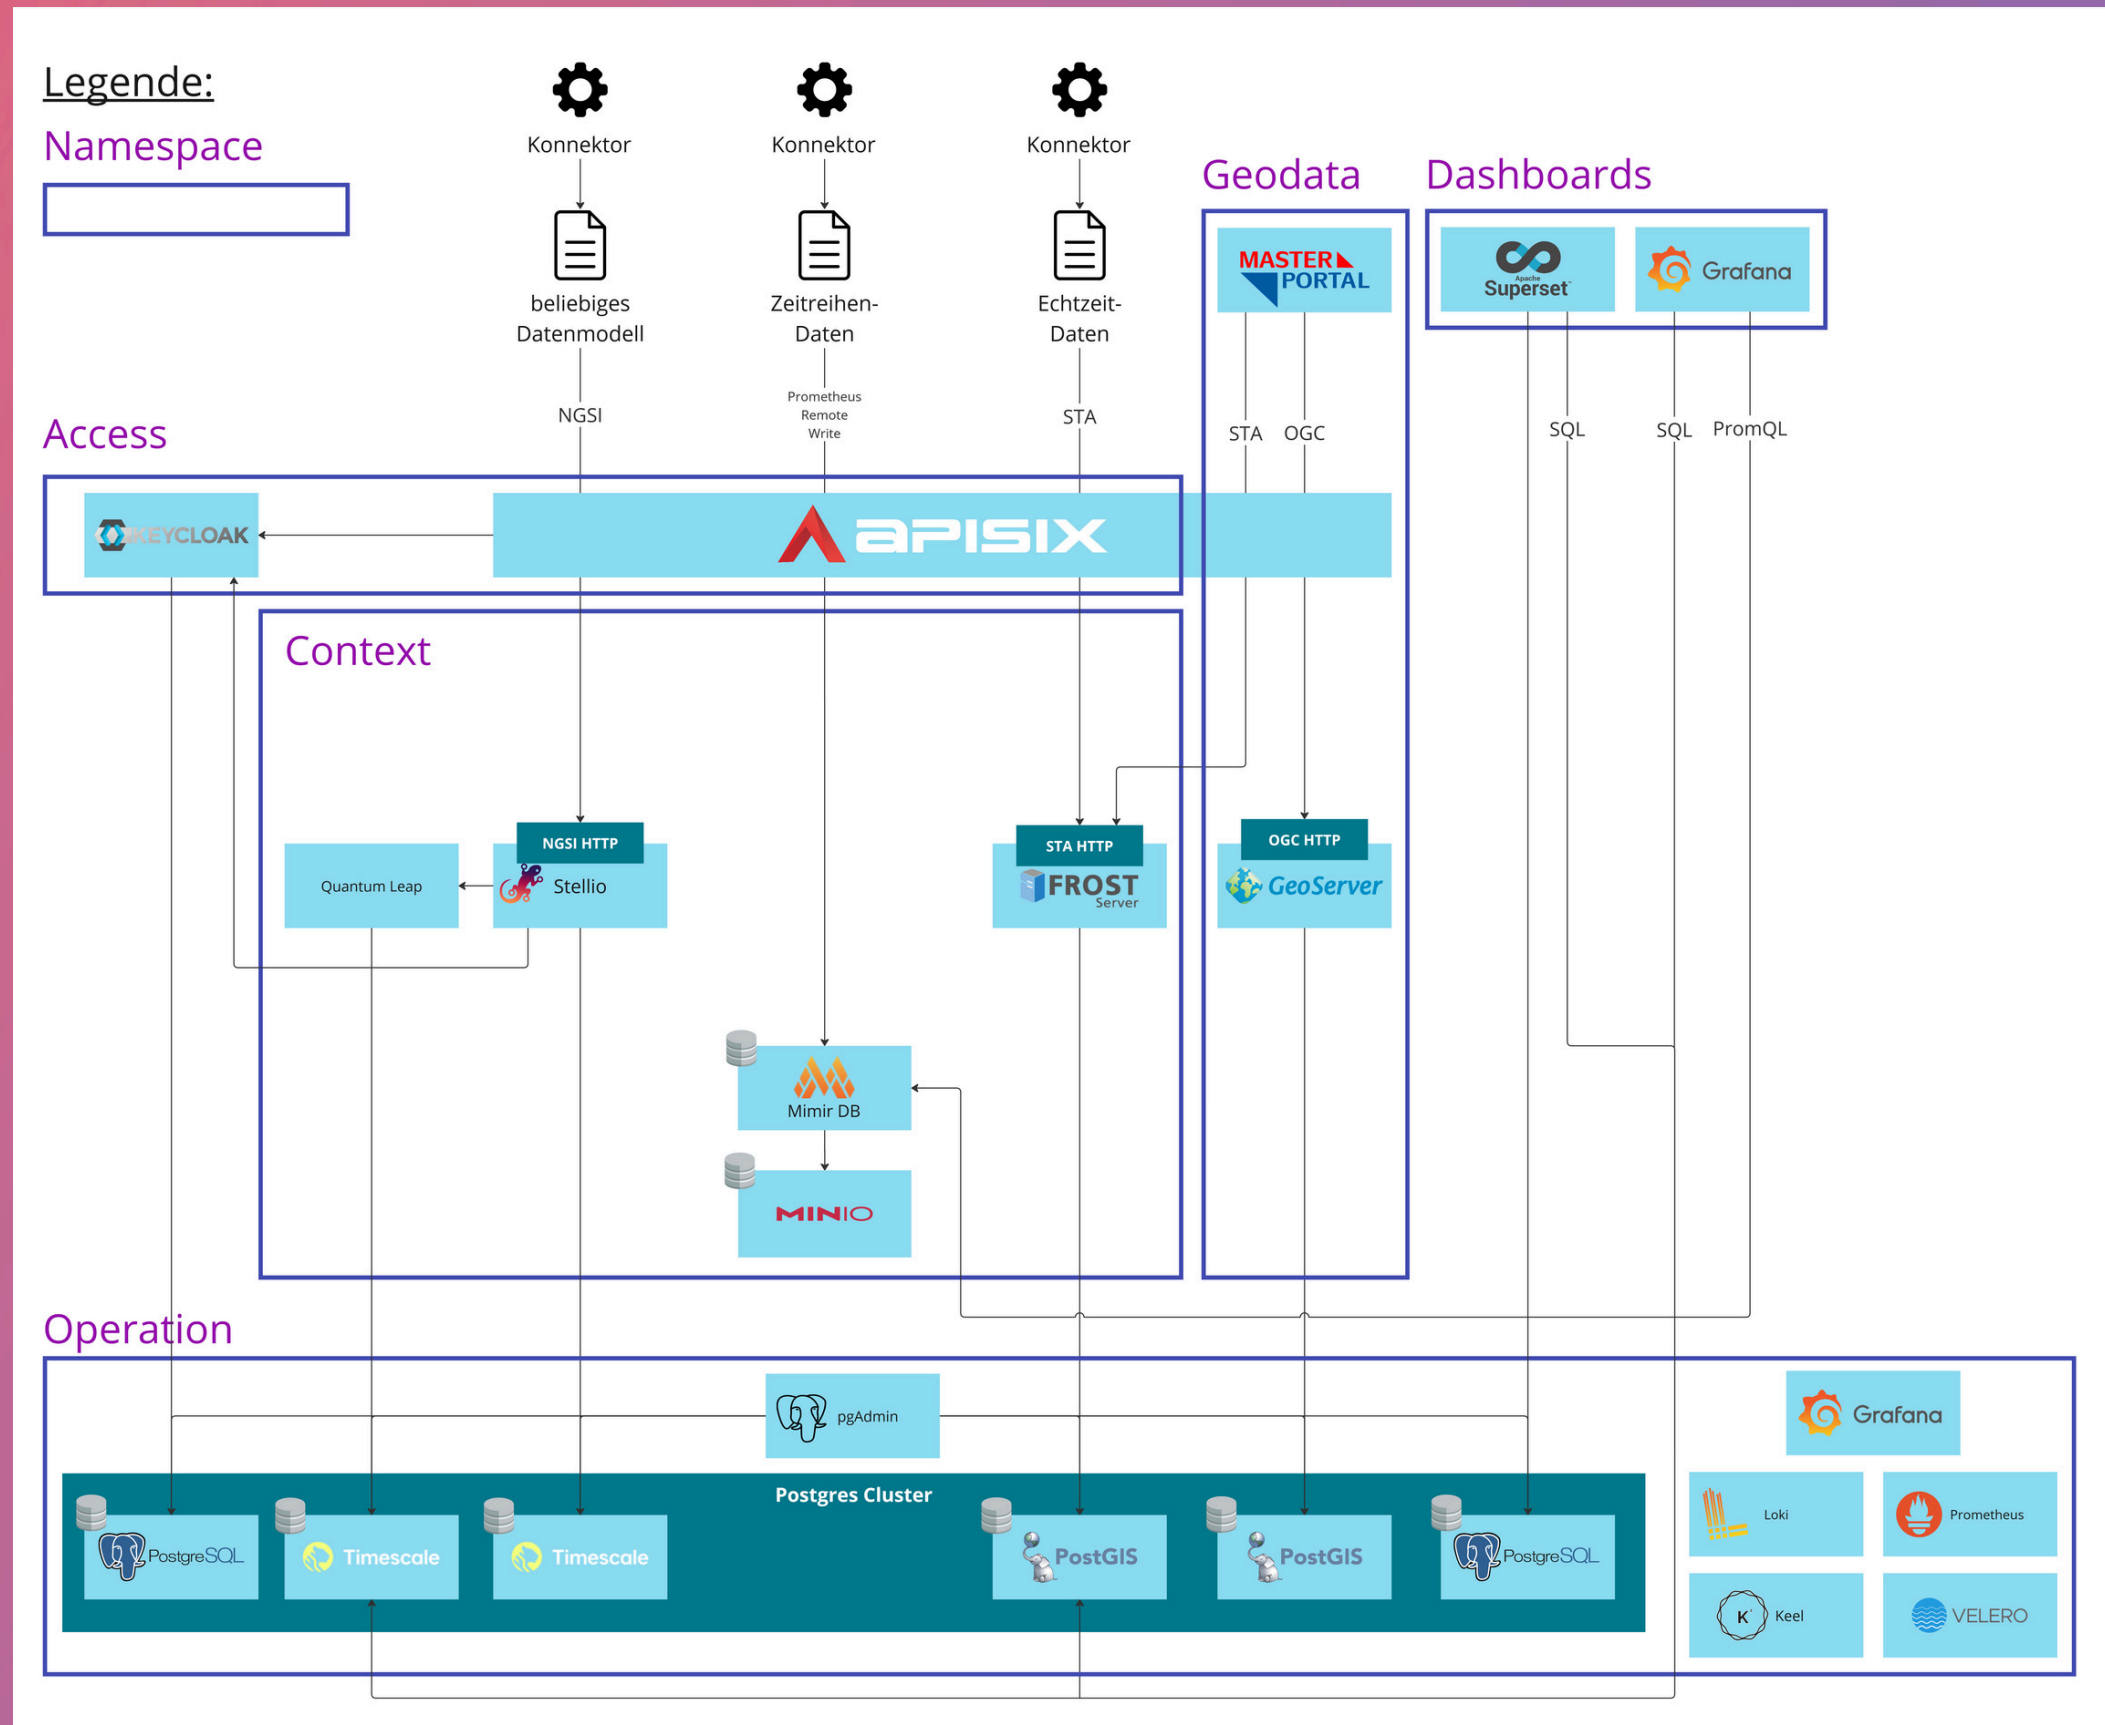 Legende:
Namespace
Konnektor
Konnektor
Konnektor
beliebiges
Datenmodell
Zeitreihen-
Daten
Echtzeit-
Daten
Geodata
Dashboards
MASTER
PORTAL
Apache
Superset
Grafana
NGSI
Prometheus
Remote
Write
STA
STA
OGC
SQL
SQL
PromQL
Access
KEYCLOAK
APISIX
Context
Quantum Leap
NGSI HTTP
Stellio
STA HTTP
FROST
Server
OGC HTTP
GeoServer
Mimir DB
MINIO
Operation
pgAdmin
Grafana
Postgres Cluster
PostgreSQL
Timescale
Timescale
PostGIS
PostGIS
PostgreSQL
Loki
Prometheus
K
Keel
VELERO